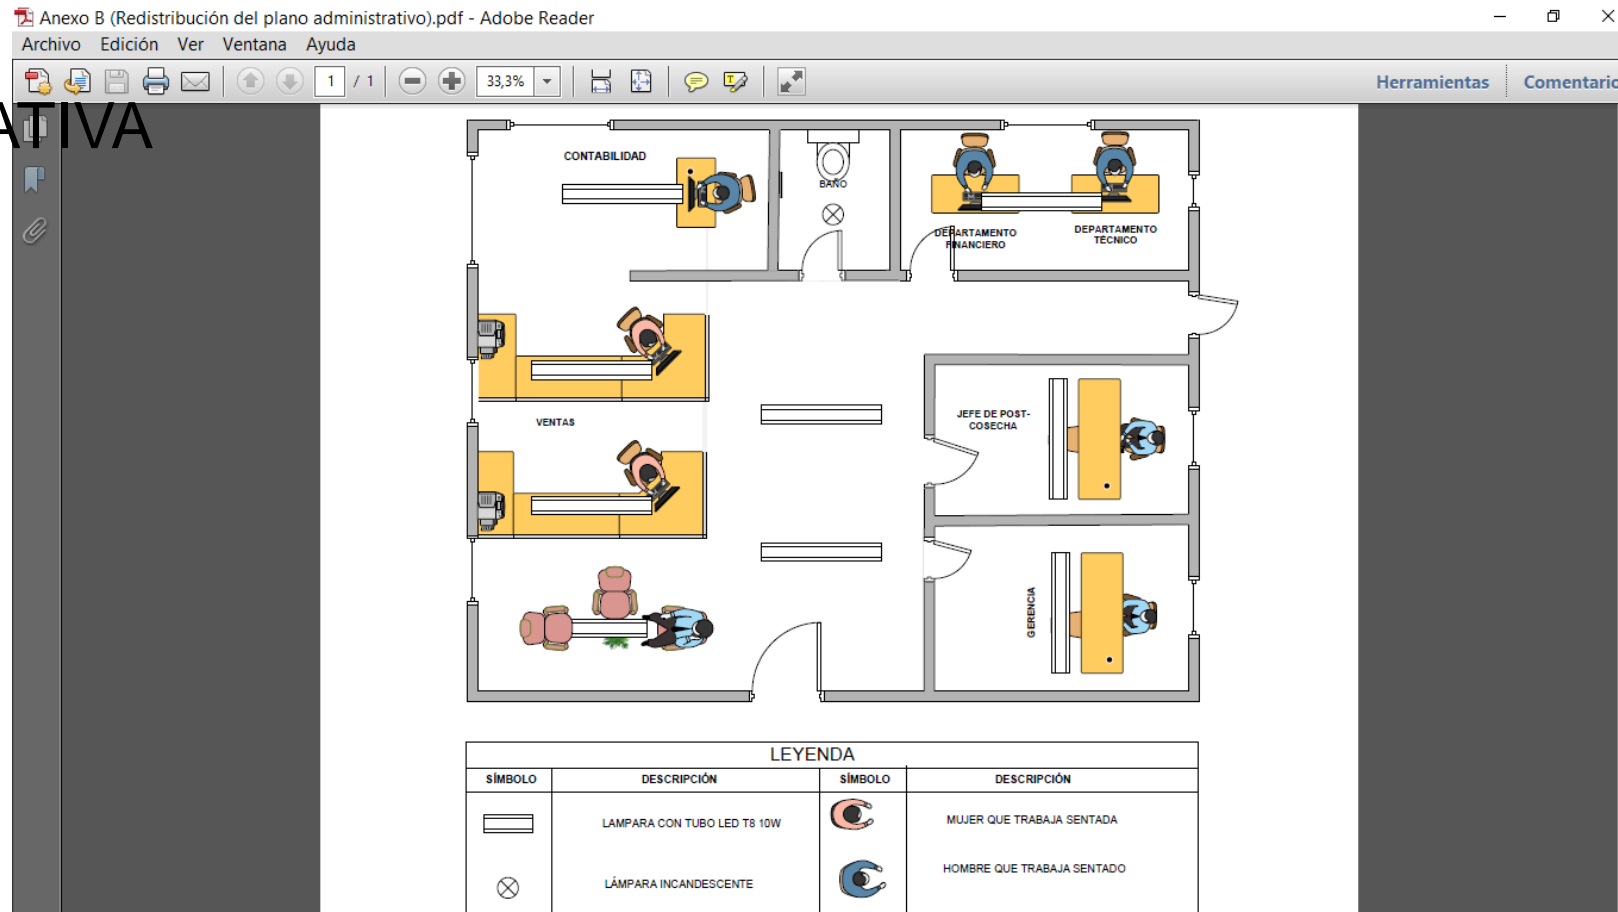 Anexo B (Redistribución del plano administrativo).pdf - Adobe Reader
Archivo Edición Ver Ventana Ayuda
1 / 1 33,3% Herramientas Comentario
ATIVA
CONTABILIDAD
BAÑO
DEPARTAMENTO
FINANCIERO
DEPARTAMENTO
TÉCNICO
VENTAS
JEFE DE POST-
COSECHA
GERENCIA
LEYENDA
SÍMBOLO DESCRIPCIÓN SÍMBOLO DESCRIPCIÓN
LAMPARA CON TUBO LED T8 10W MUJER QUE TRABAJA SENTADA
LÁMPARA INCANDESCENTE HOMBRE QUE TRABAJA SENTADO